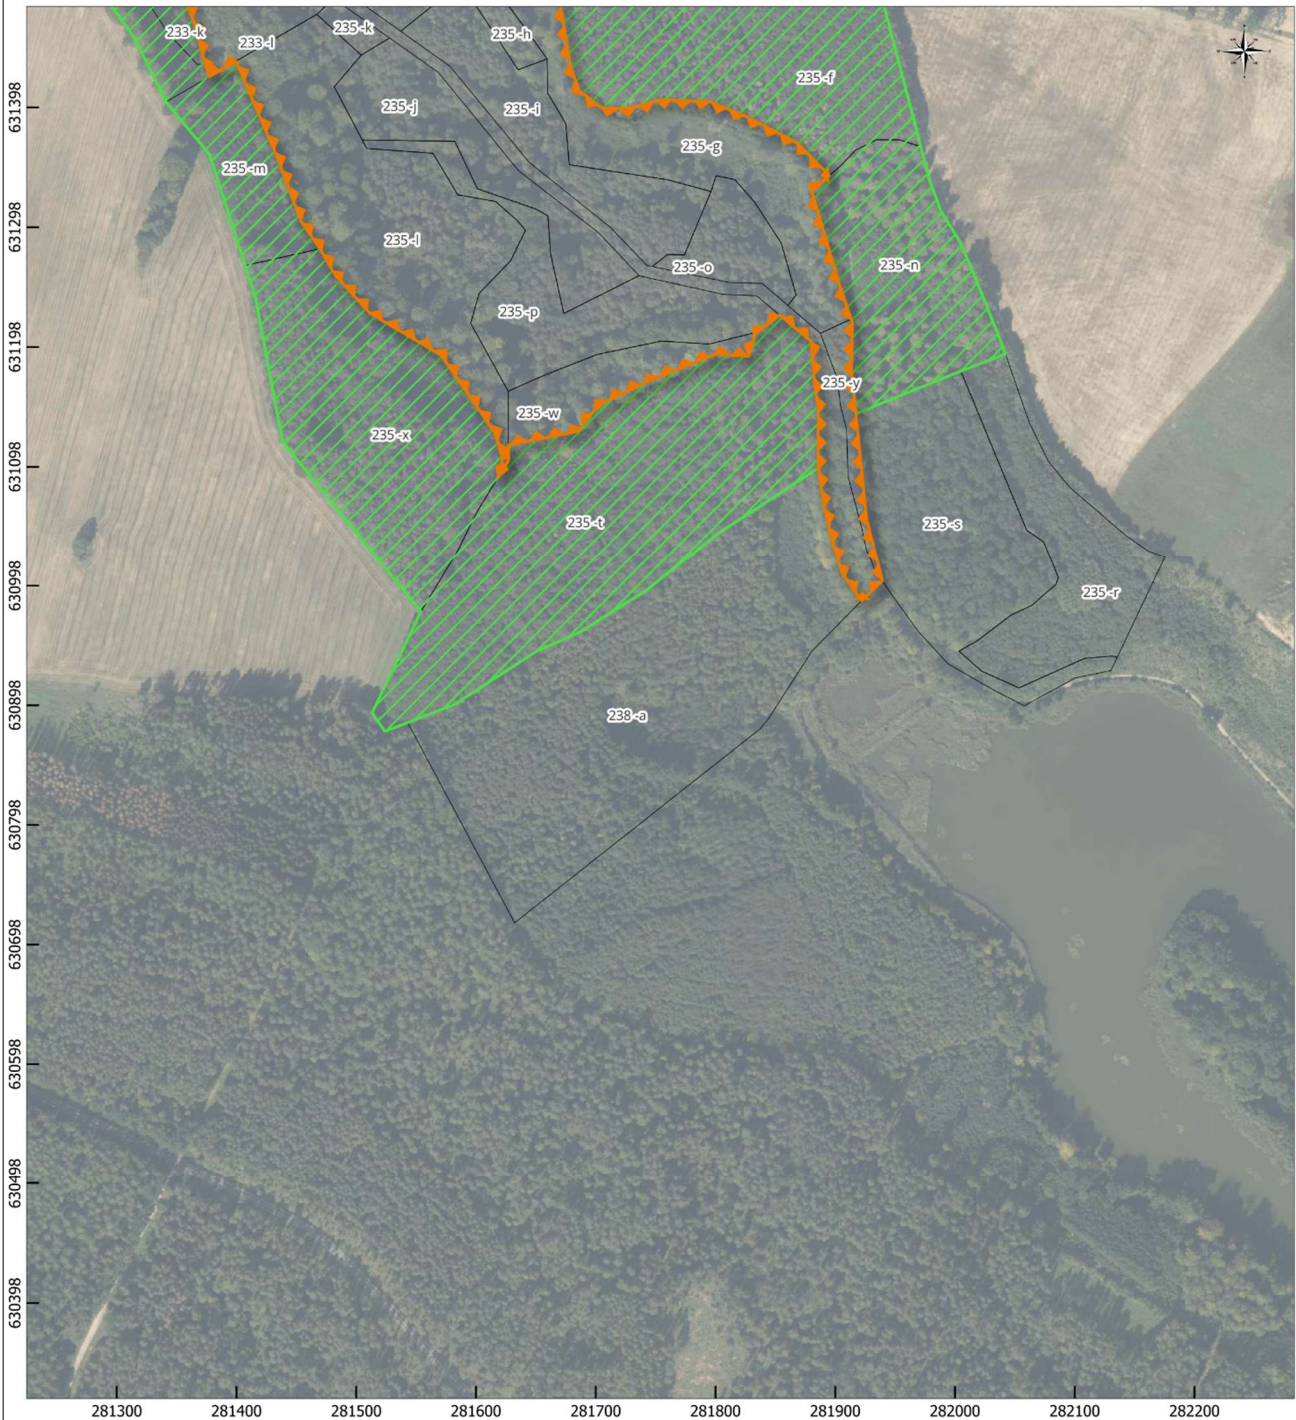 233-k
233-l
235-k
235-h
235-f
235-j
235-i
235-g
235-m
235-l
235-o
235-n
235-p
235-y
235-w
235-x
235-t
235-s
235-r
238-a
631398
631298
631198
631098
630998
630898
630798
630698
630598
630498
630398
281300
281400
281500
281600
281700
281800
281900
282000
282100
282200